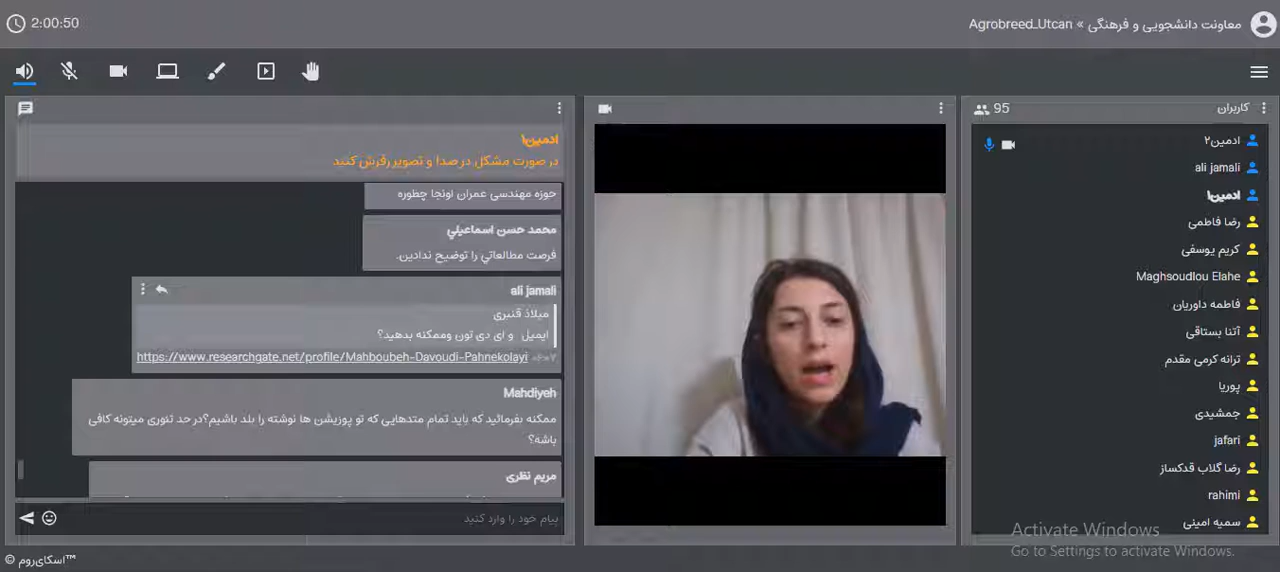 2:00:50
معاونت دانشجویی و فرهنگی » Agrobreed_Utcan
ادمین۱
در صورت مشکل در صدا و تصویر رفرش کنید
حوزه مهندسی عمران اونجا چطوره
محمد حسن اسماعيلي
فرصت مطالعاتي را توضيح ندادين.
ali jamali
میلاد قنبری
ایمیل و ای دی تون وممکنه بدهید؟
https://www.researchgate.net/profile/Mahboubeh-Davoudi-Pahnekolayi ۰۶:۰۷
Mahdiyeh
ممکنه بفرمائید که باید تمام متدهایی که تو پوزیشن ها نوشته را بلد باشیم؟در حد تئوری میتونه کافی
باشه؟
مریم نظری
پیام خود را وارد کنید
© اسکای‌روم™
95
کاربران
ادمین۲
ali jamali
ادمین۱
رضا فاطمی
کریم یوسفی
Maghsoudlou Elahe
فاطمه داوریان
آتنا بستاقی
ترانه کرمی مقدم
پوریا
جمشیدی
jafari
رضا گلاب قدکساز
rahimi
سمیه امینی
Activate Windows
Go to Settings to activate Windows.